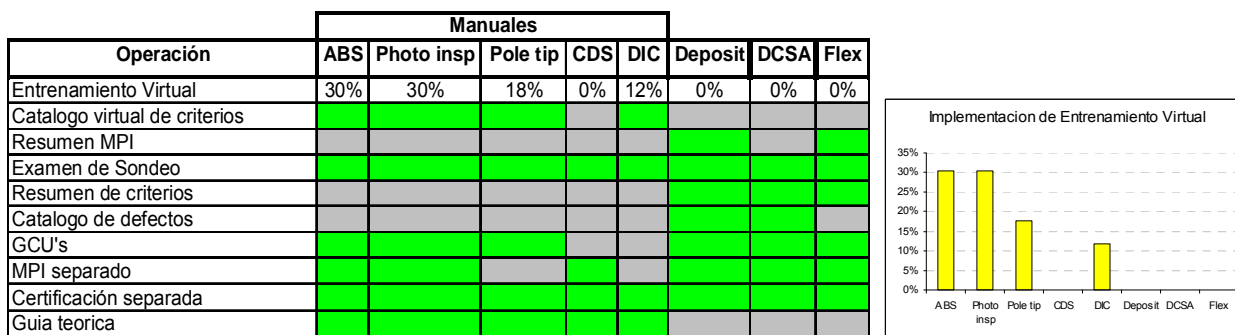 Manuales
Operación ABS Photo insp Pole tip CDS DIC Deposit DCSA Flex
Entrenamiento Virtual 30% 30% 18% 0% 12% 0% 0% 0%
Catalogo virtual de criterios
Resumen MPI
Examen de Sondeo
Resumen de criterios
Catalogo de defectos
GCU's
MPI separado
Certificación separada
Guia teorica
Implementacion de Entrenamiento Virtual
35%
30%
25%
20%
15%
10%
5%
0%
ABS Photo insp Pole tip CDS DIC Deposit DCSA Flex